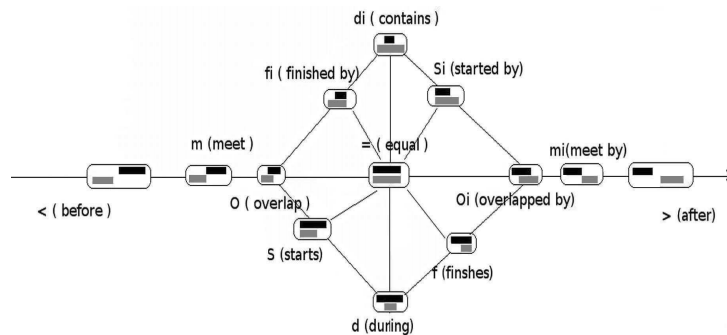 di ( contains )
fi ( finished by)
Si (started by)
m (meet )
= ( equal )
mi(meet by)
< ( before )
O ( overlap )
Oi (overlapped by)
> (after)
S (starts)
f (finshes)
d (during)